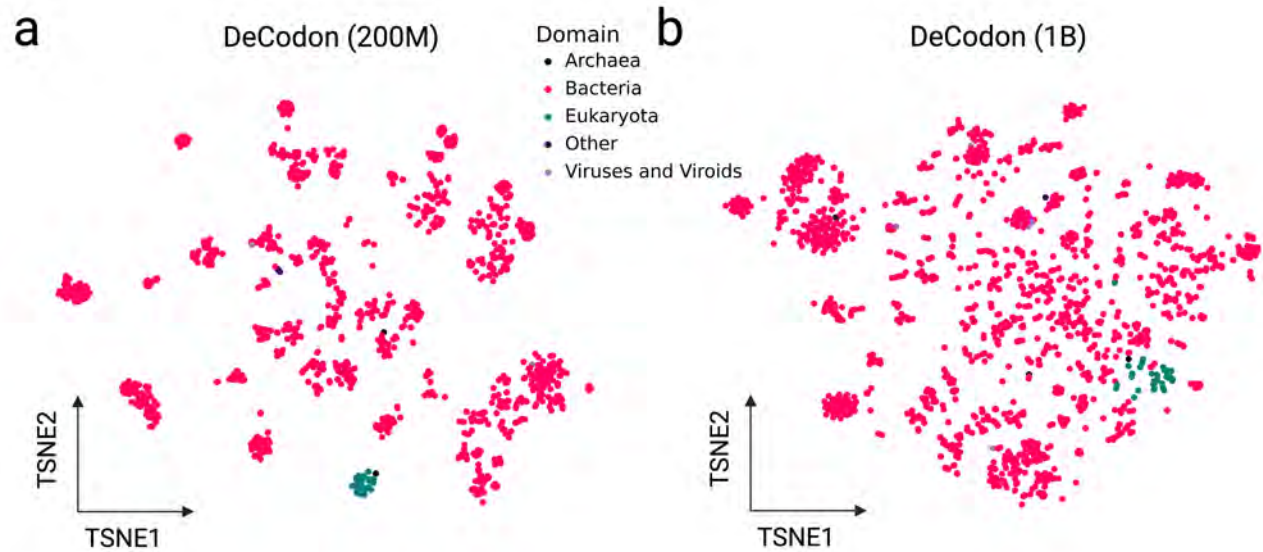 a
DeCodon (200M)
Domain
Archaea
Bacteria
Eukaryota
Other
Viruses and Viroids
TSNE2
TSNE1
b
DeCodon (1B)
TSNE2
TSNE1